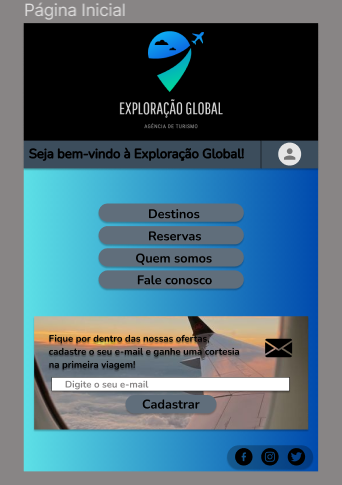 Página Inicial
EXPLORAÇÃO GLOBAL
AGÊNCIA DE TURISMO
Seja bem-vindo à Exploração Global!
Destinos
Reservas
Quem somos
Fale conosco
Fique por dentro das nossas ofertas,
cadastre o seu e-mail e ganhe uma cortesia
na primeira viagem!
Digite o seu e-mail
Cadastrar